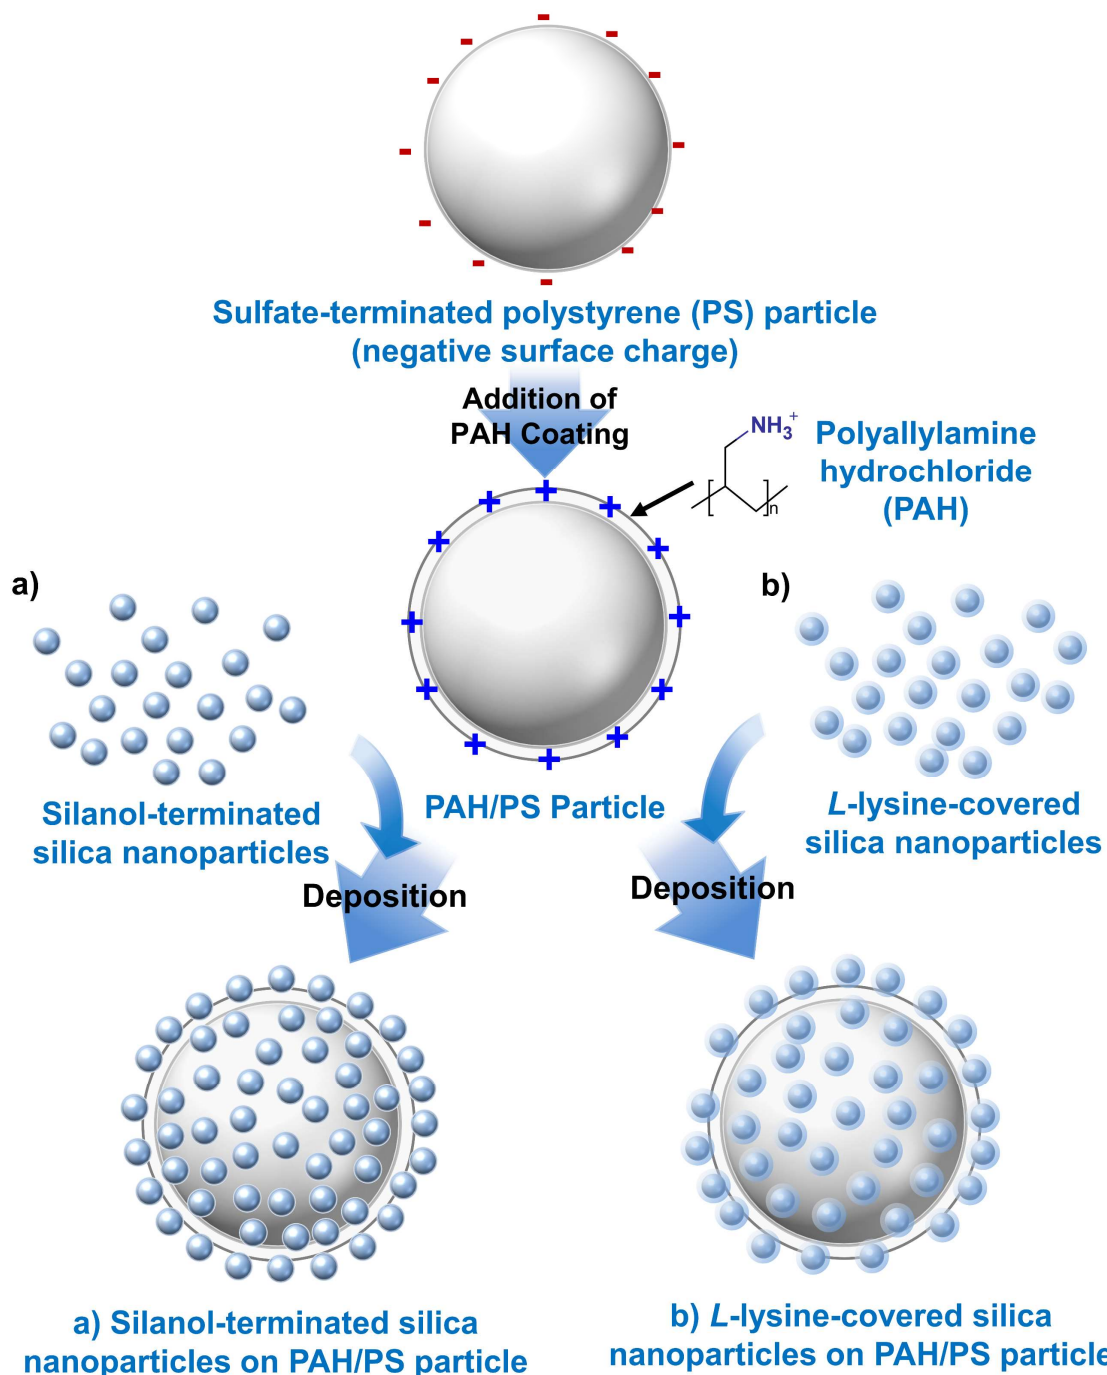 Sulfate-terminated polystyrene (PS) particle
(negative surface charge)
Addition of
PAH Coating
NH3+
n
Polyallylamine
hydrochloride
(PAH)
a)
b)
Silanol-terminated
silica nanoparticles
PAH/PS Particle
L-lysine-covered
silica nanoparticles
Deposition
Deposition
a) Silanol-terminated silica
nanoparticles on PAH/PS particle
b) L-lysine-covered silica
nanoparticles on PAH/PS particle